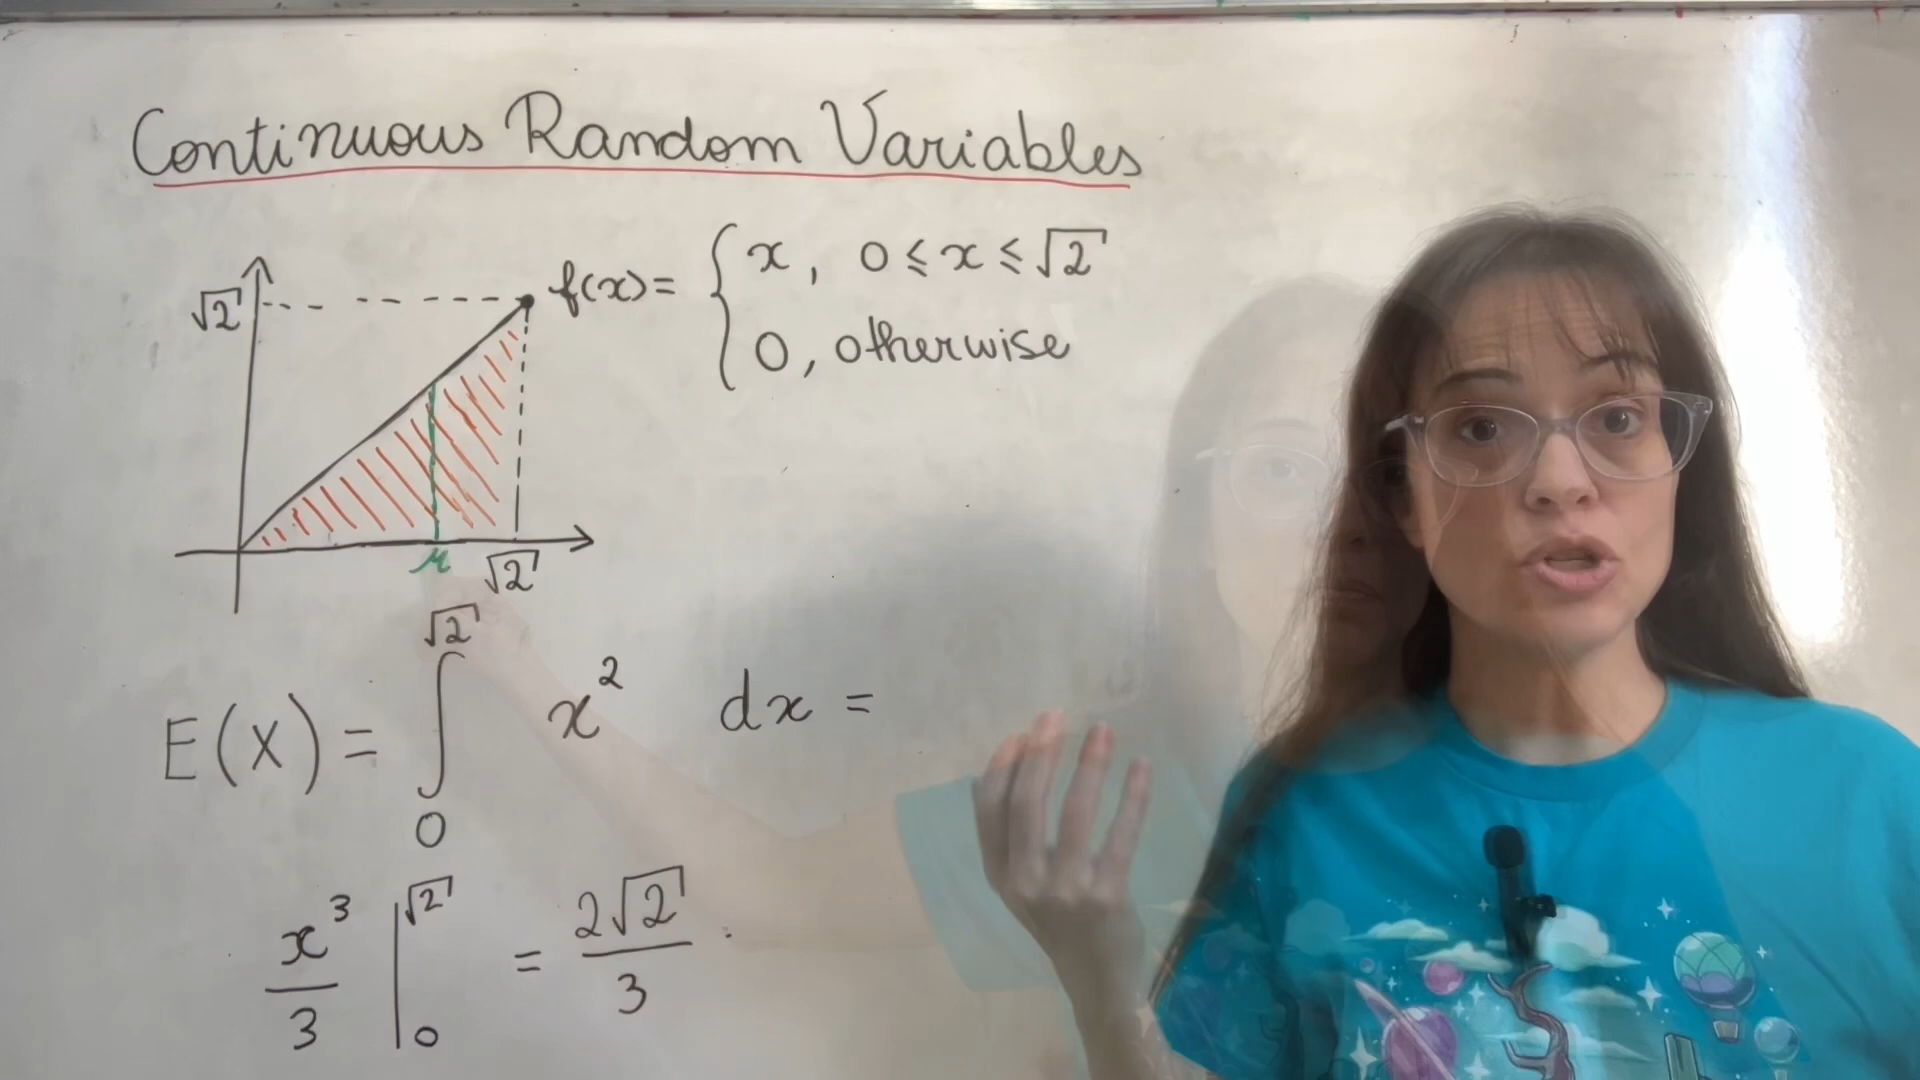 Continuous Random Variables
√2
f(x) = { x, 0 ≤ x ≤ √2
0, otherwise
μ
√2
E(X) = ∫₀^√2 x² dx =
x³/3 |₀^√2 = 2√2/3.